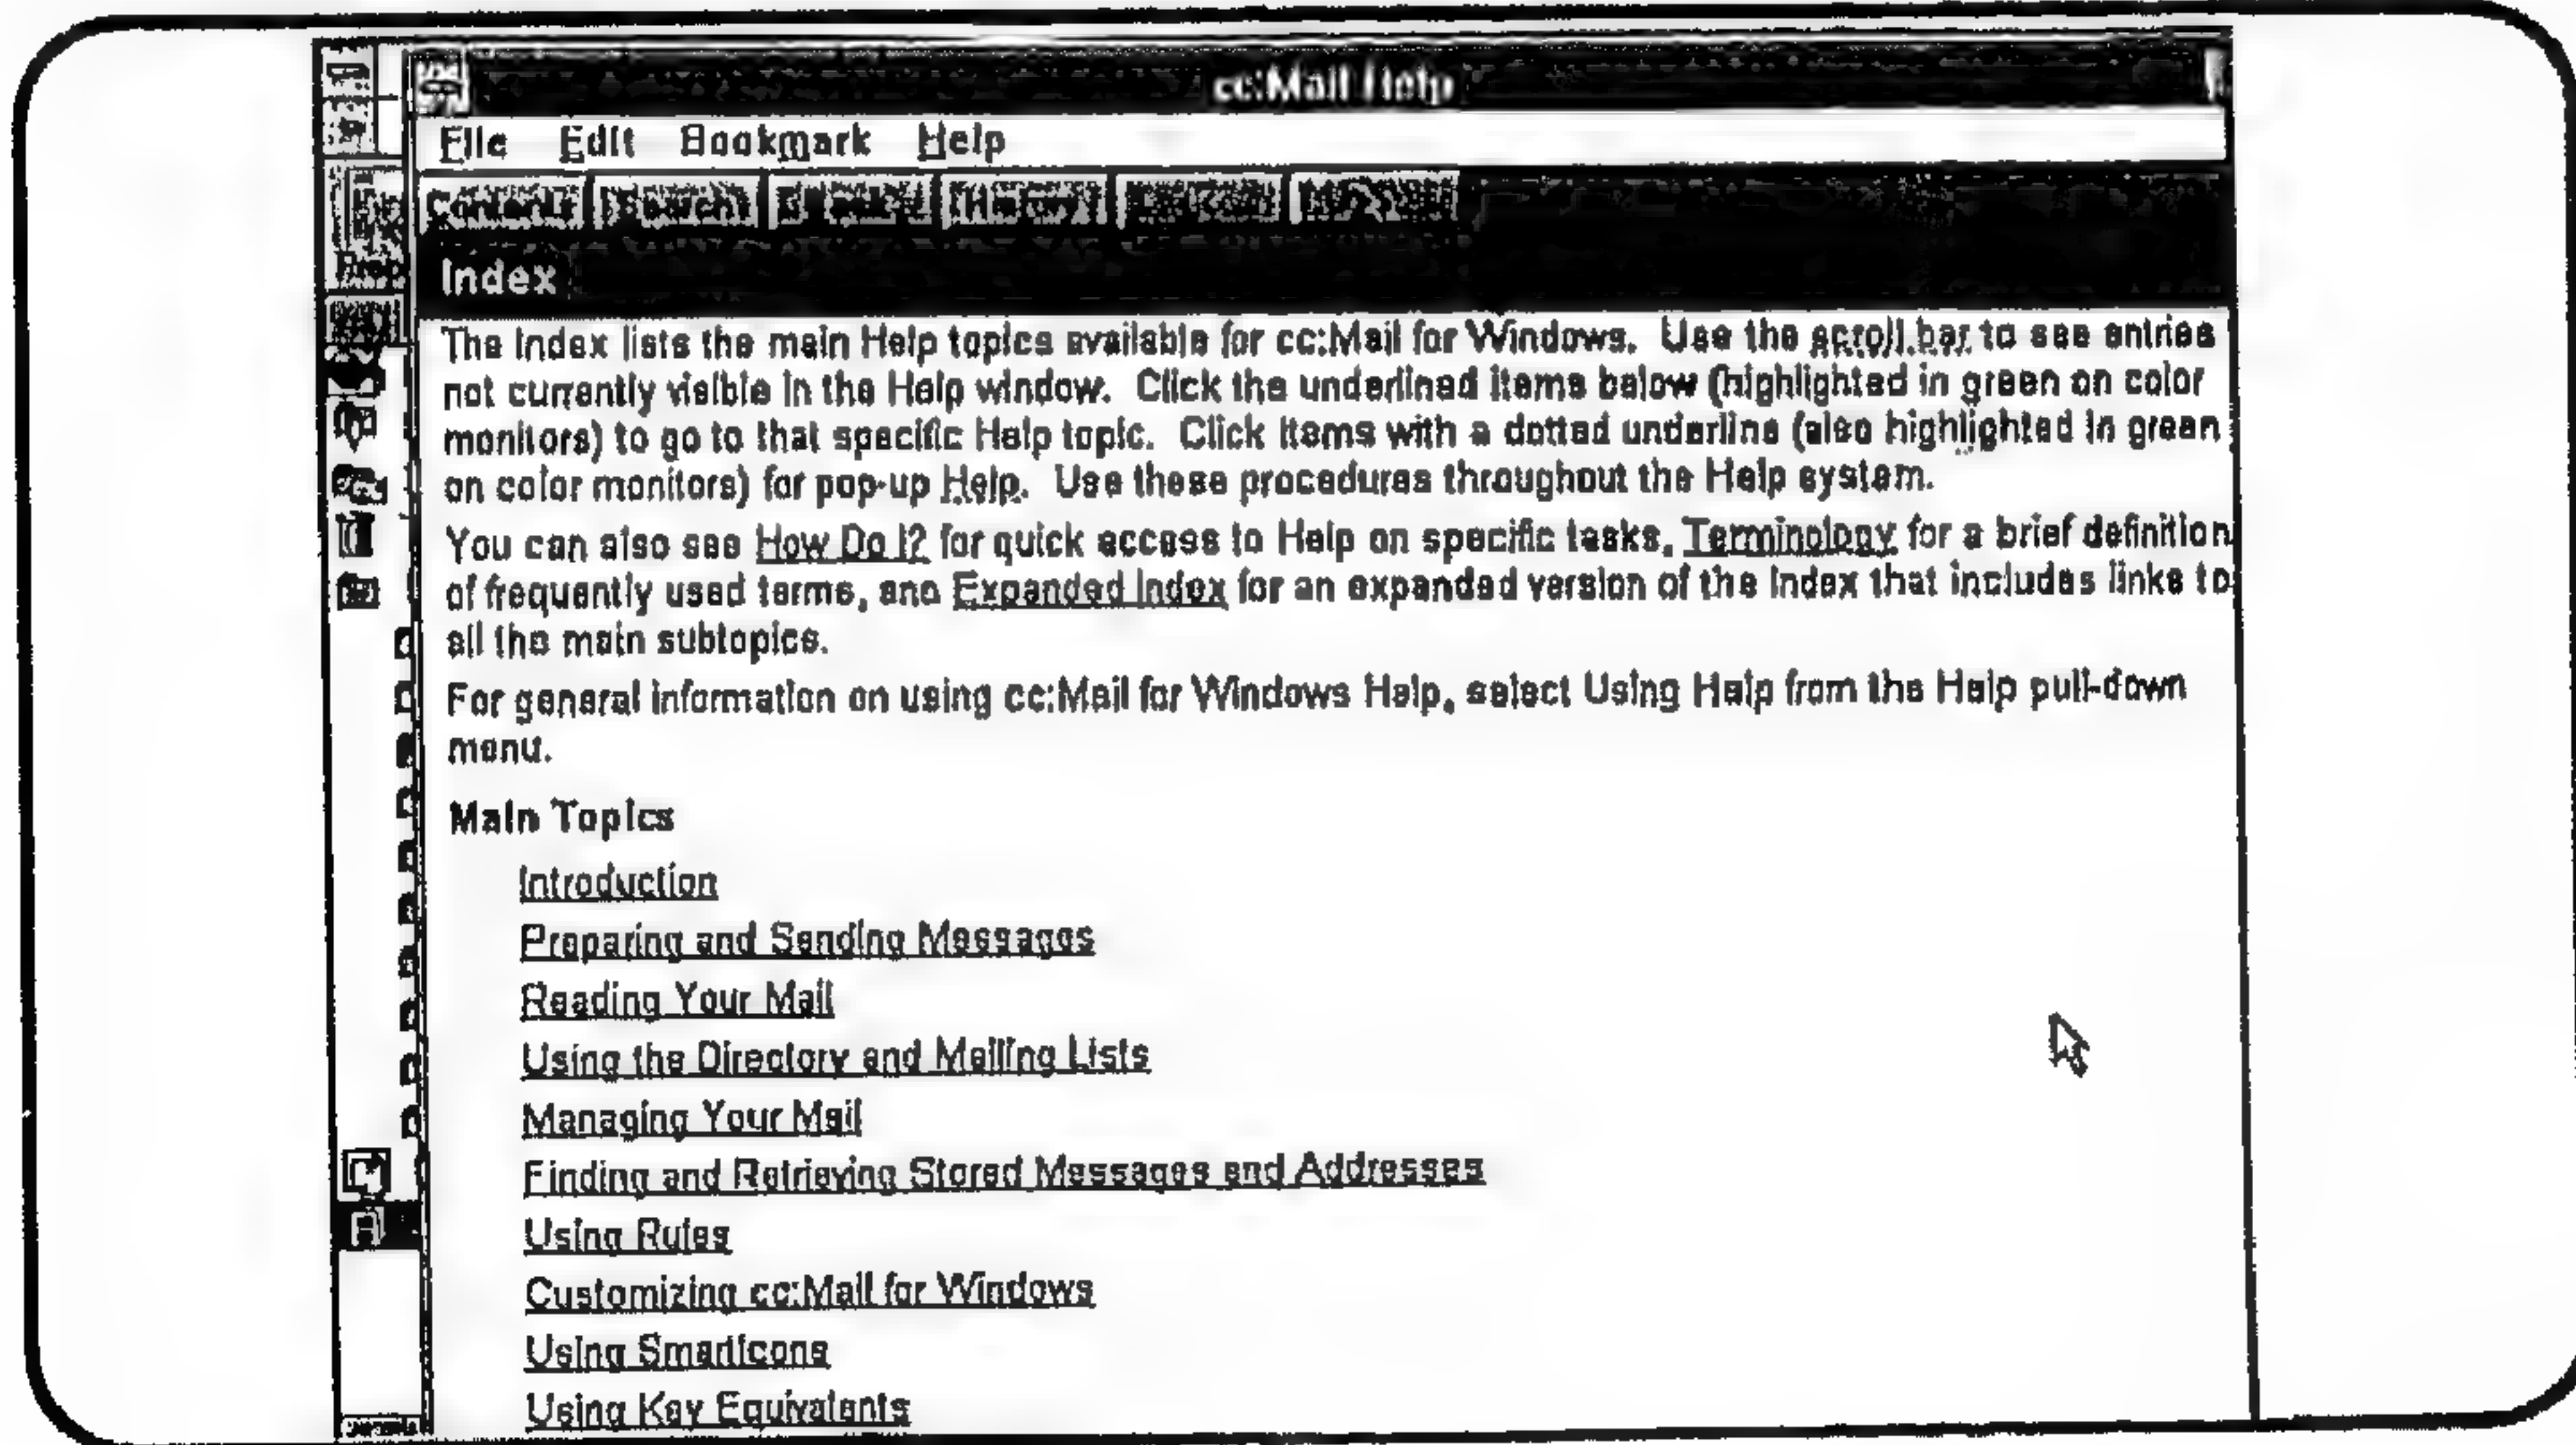 cc:Mail Help
File Edit Bookmark Help
Contents Search History
Index
The Index lists the main Help topics available for cc:Mail for Windows. Use the scroll bar to see entries
not currently visible in the Help window. Click the underlined items below (highlighted in green on color
monitors) to go to that specific Help topic. Click items with a dotted underline (also highlighted in green
on color monitors) for pop-up Help. Use these procedures throughout the Help system.
You can also see How Do I? for quick access to Help on specific tasks, Terminology for a brief definition
of frequently used terms, and Expanded Index for an expanded version of the Index that includes links to
all the main subtopics.
For general information on using cc:Mail for Windows Help, select Using Help from the Help pull-down
menu.
Main Topics
Introduction
Preparing and Sending Messages
Reading Your Mail
Using the Directory and Mailing Lists
Managing Your Mail
Finding and Retrieving Stored Messages and Addresses
Using Rules
Customizing cc:Mail for Windows
Using SmartIcons
Using Key Equivalents